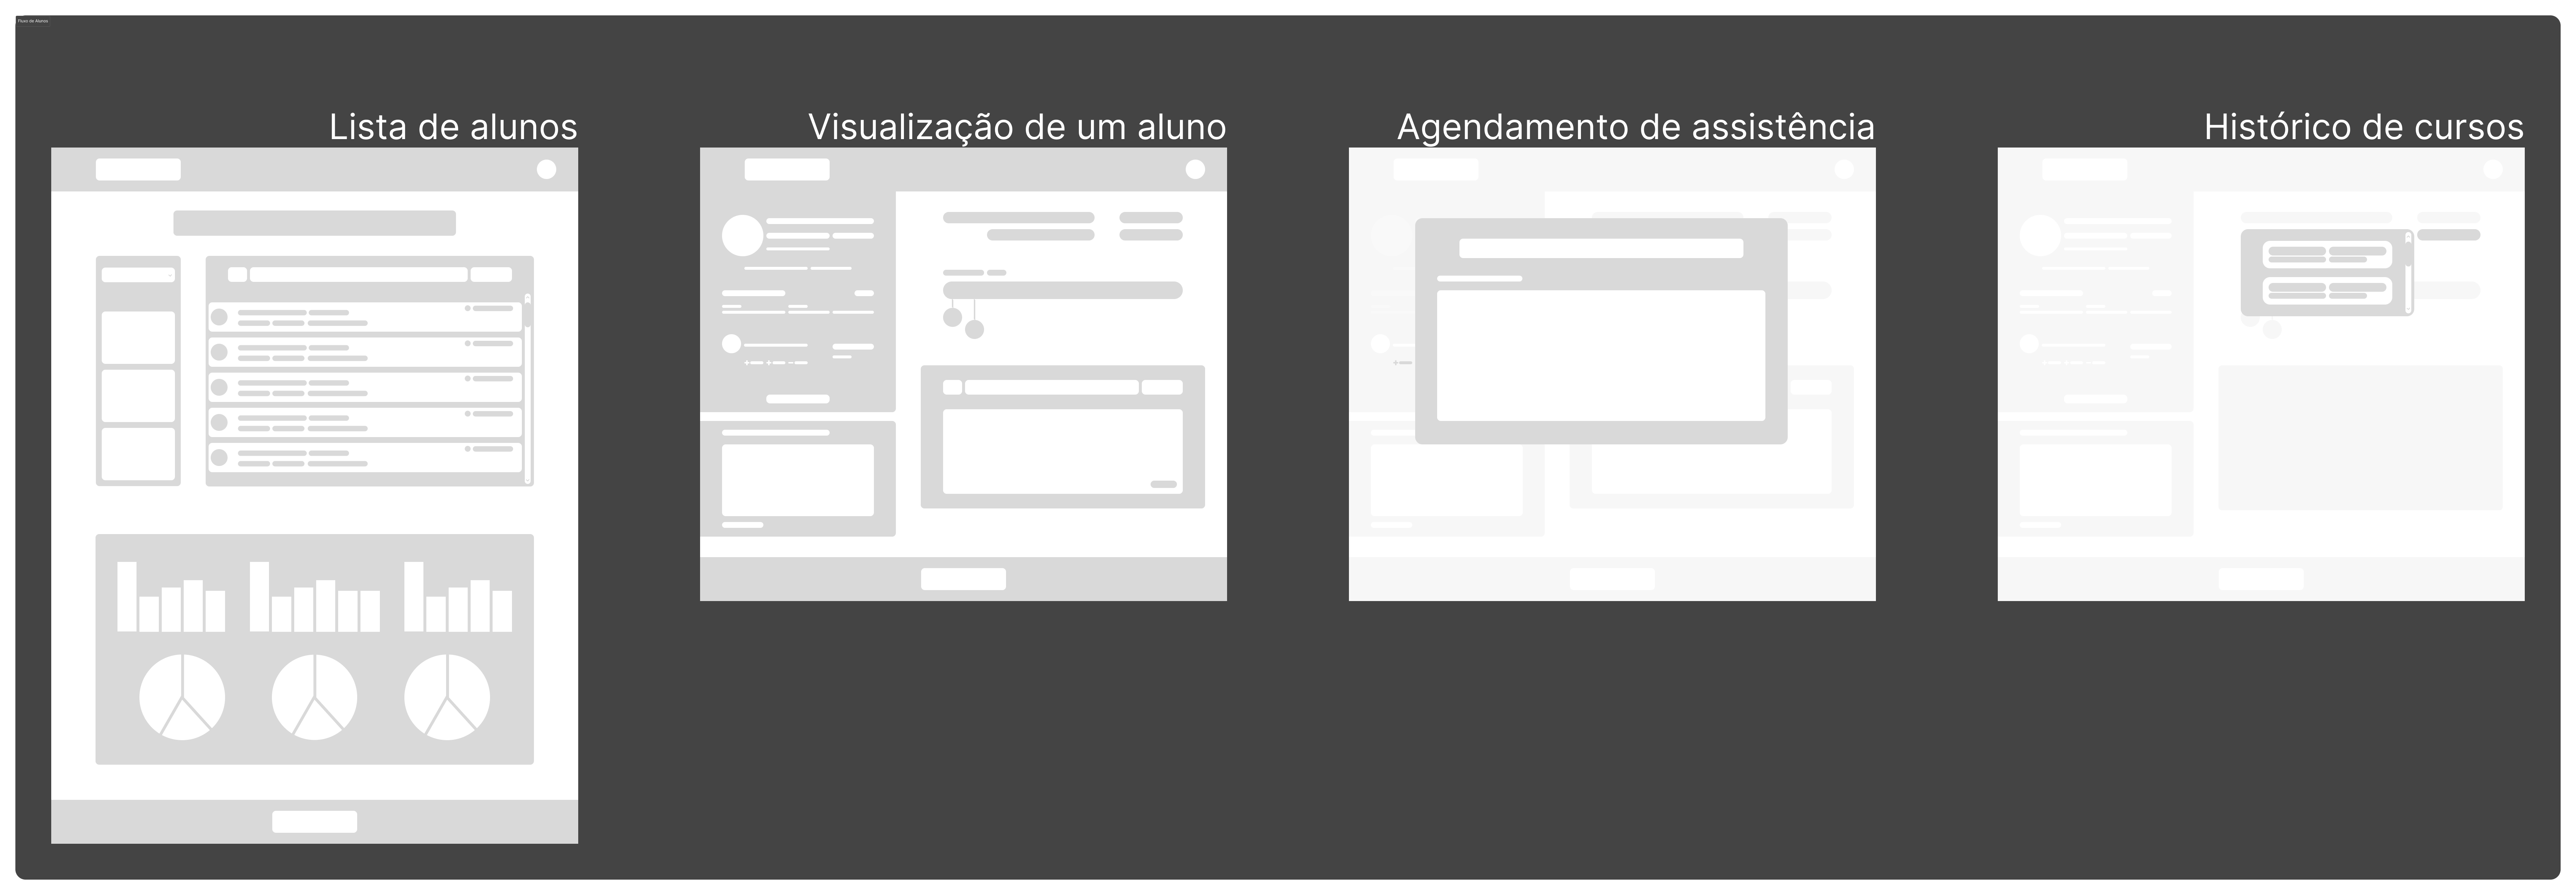 Fluxo de Alunos
Lista de alunos
Visualização de um aluno
Agendamento de assistência
Histórico de cursos